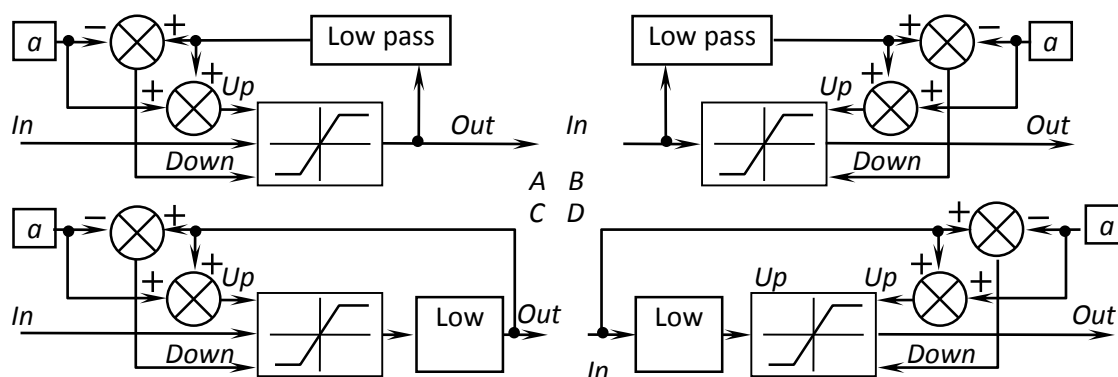 a
−
+
Low pass
+
+
Up
In
Down
Out
Low pass
+
−
a
+
+
Up
In
Down
Out
A B
C D
a
−
+
+
+
Up
In
Down
Low
Out
+
−
a
+
+
Up
Up
Low
In
Down
Out